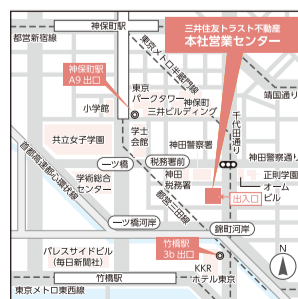 神保町駅
都営新宿線
東京メトロ半蔵門線
三井住友トラスト不動産
本社営業センター
神保町駅
A9 出口
東京
パークタワー
神保町
三井ビルディング
靖国通り
小学館
千代田通り
学士
会館
神田警察署
共立女子学園
神田警察通り
一ツ橋
税務署前
首都高速都心環状線
学術総合
センター
神田
税務署
正則学園
オーム
ビル
都営三田線
出入口
一ツ橋河岸
錦町河岸
竹橋駅
3b 出口
パレスサイドビル
(毎日新聞社)
KKR
ホテル東京
竹橋駅
東京メトロ東西線
N